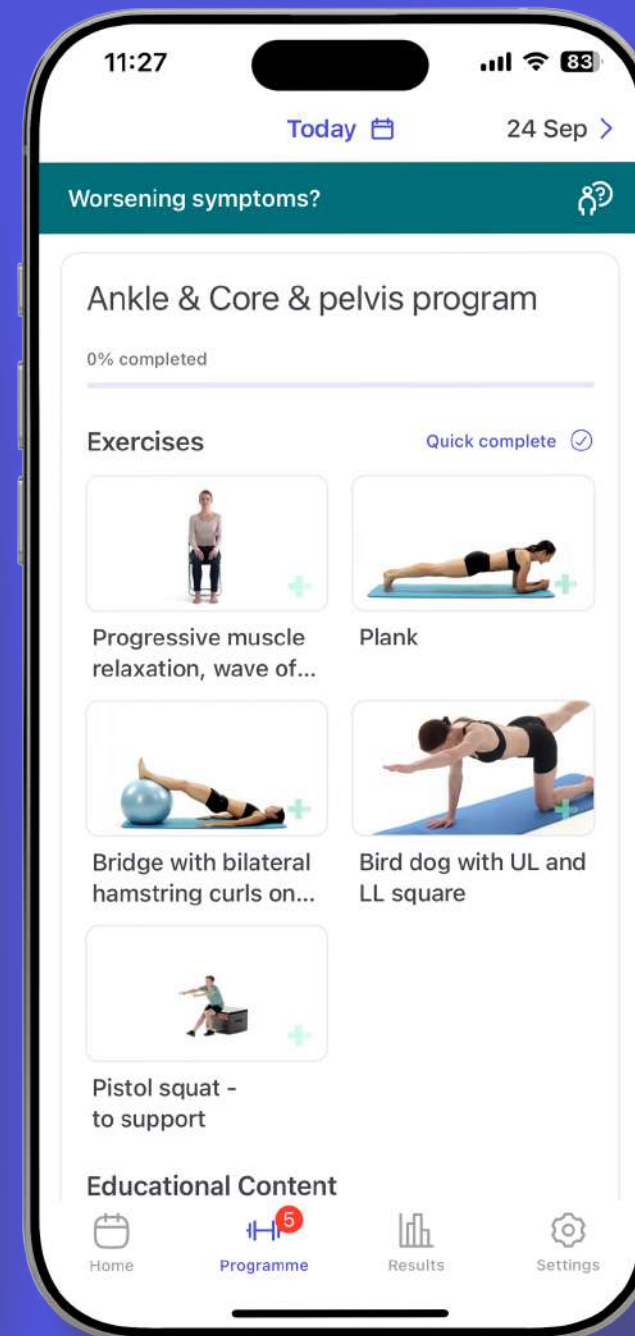 11:27
83
Today
24 Sep
Worsening symptoms?
Ankle & Core & pelvis program
0% completed
Exercises
Quick complete
Progressive muscle
relaxation, wave of...
Plank
Bridge with bilateral
hamstring curls on...
Bird dog with UL and
LL square
Pistol squat -
to support
Educational Content
5
Home
Programme
Results
Settings